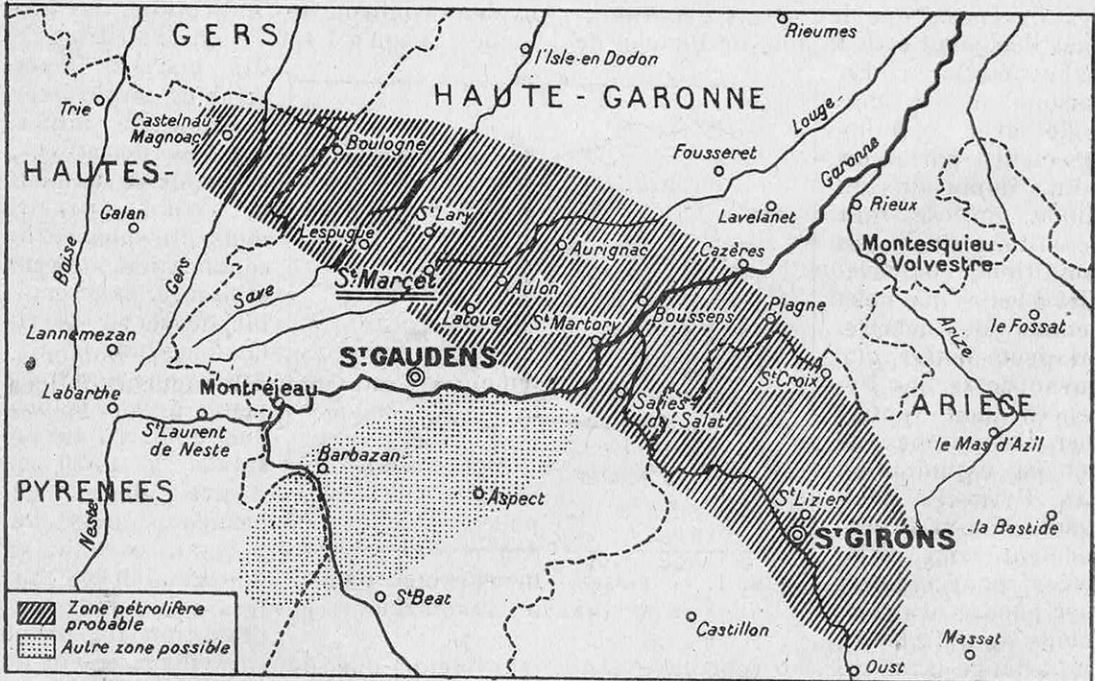 GERS
Rieumes
l'Isle-en-Dodon
Trie
HAUTE-GARONNE
Castelnau
Magnoac
Boulogne
Louge
Garonne
Fousseret
HAUTES-
Galan
St Lary
Lespugue
Lavelanet
Rieux
Aurignac
Cazères
Montesquieu-
Volvestre
Baïse
Gers
Save
St Marcet
Aulon
Latoue
Boussens
Plagne
St Martory
Arize
le Fossat
Lannemezan
St GAUDENS
St Croix
Montréjeau
Labarthe
Salies
du-Salat
ARIEGE
St Laurent
de Neste
le Mas d'Azil
Barbazan
PYRENEES
Aspect
St Lizier
Neste
St GIRONS
la Bastide
St Beat
Zone pétrolifère
probable
Autre zone possible
Castillon
Massat
Oust